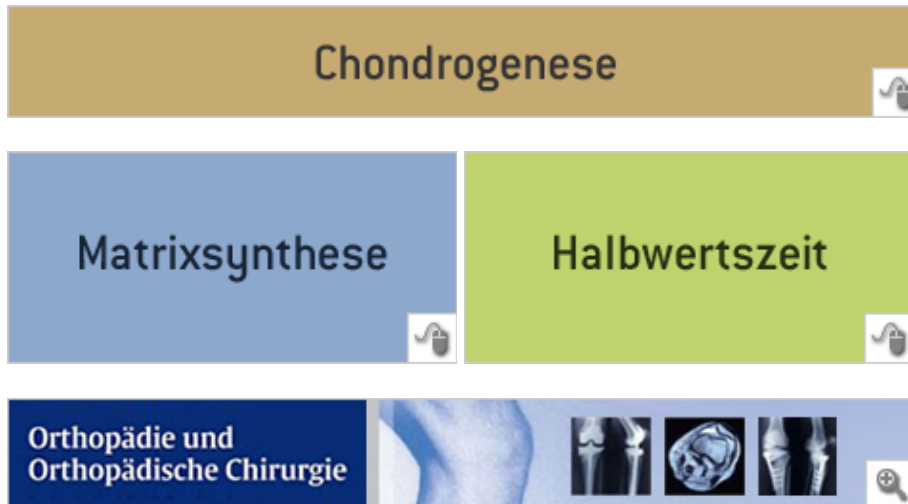 Chondrogenese
Matrixsynthese
Halbwertszeit
Orthopädie und
Orthopädische Chirurgie